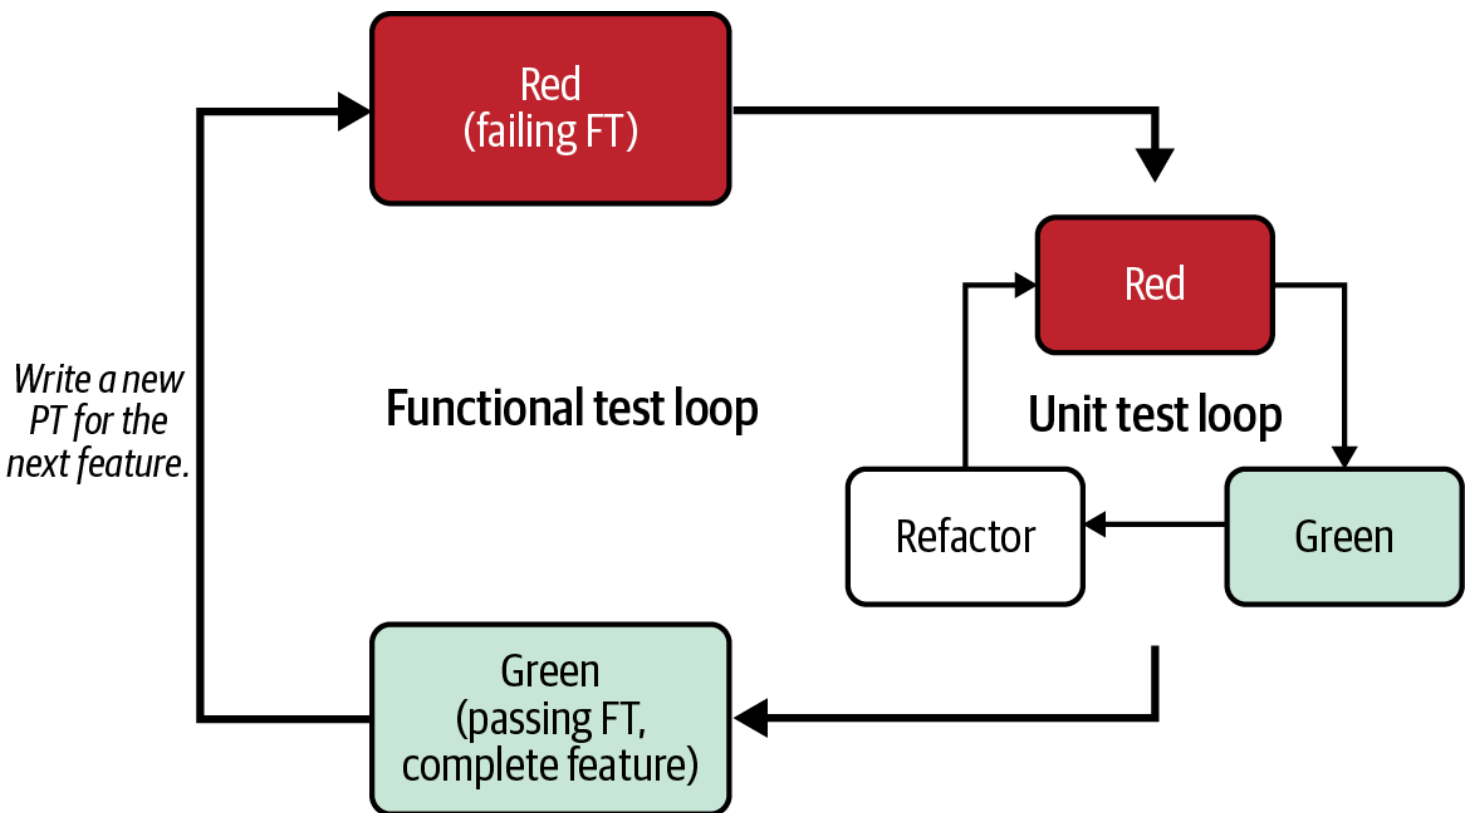 Red
(failing FT)
Red
Write a new
PT for the
next feature.
Functional test loop
Unit test loop
Refactor
Green
Green
(passing FT,
complete feature)